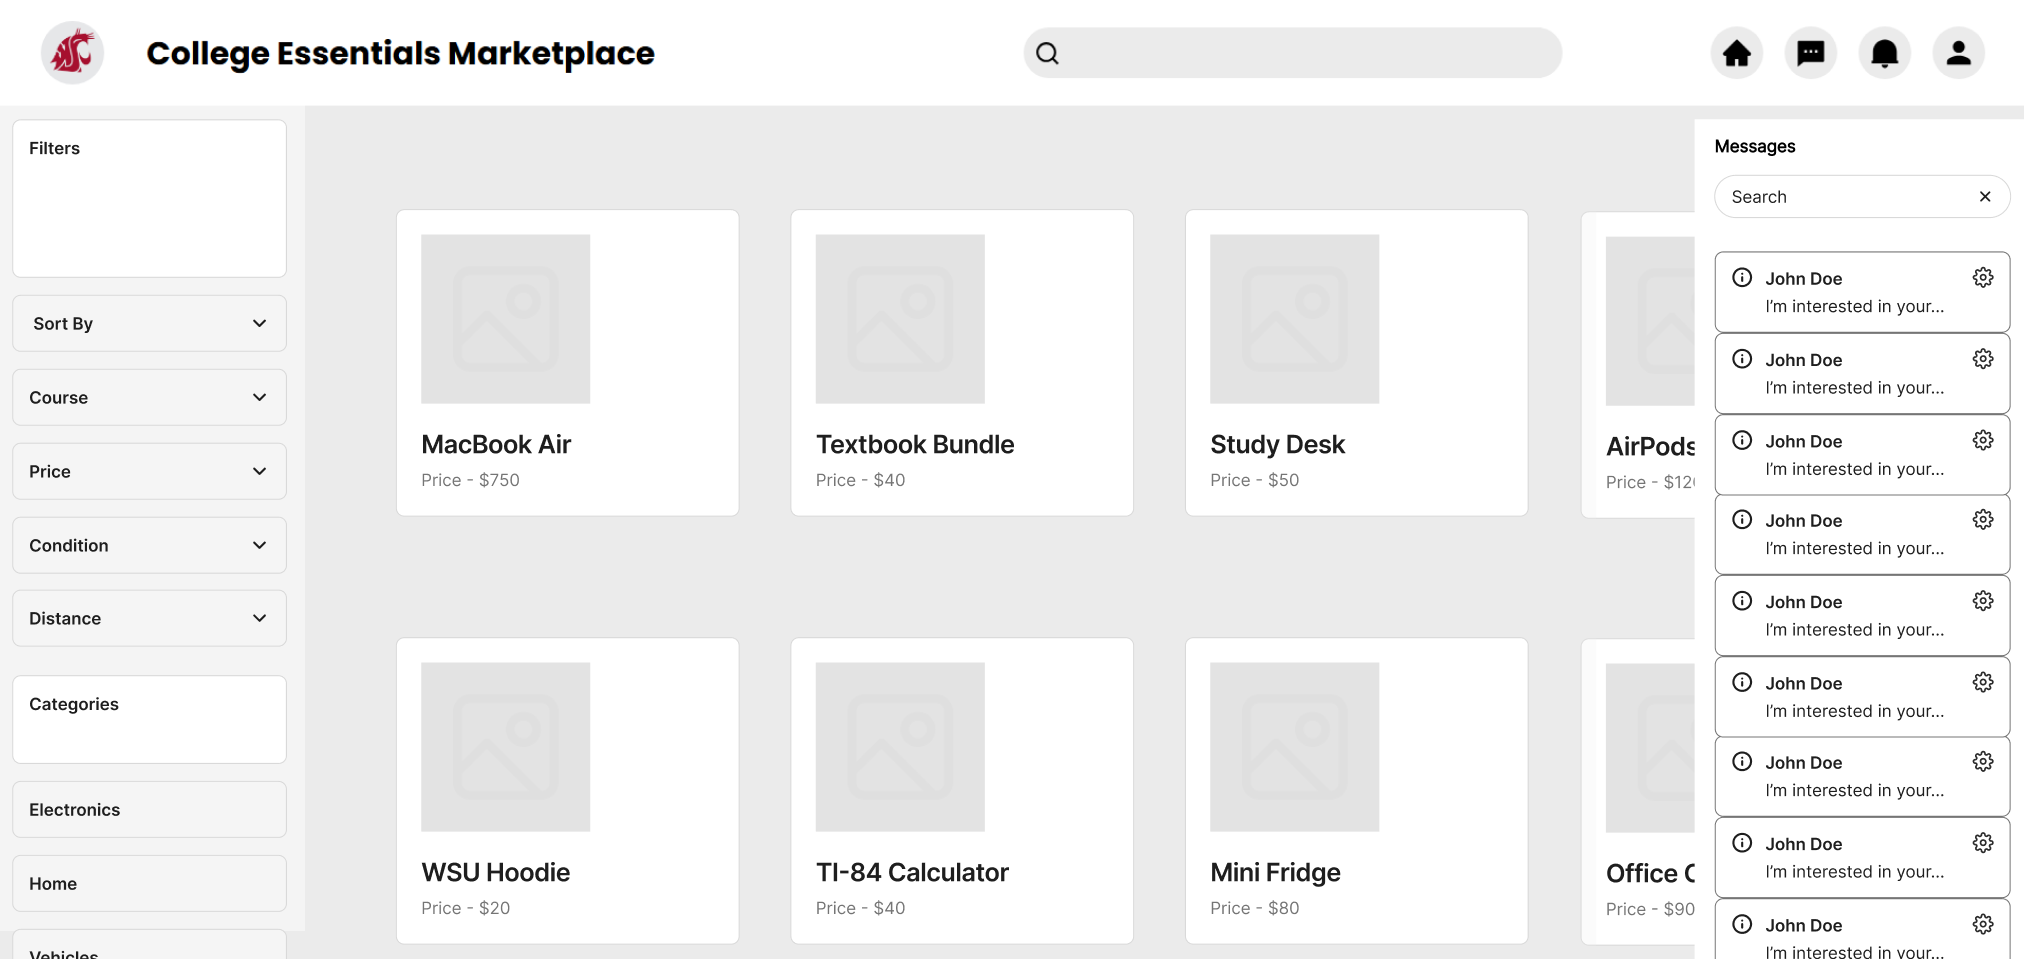 College Essentials Marketplace
Filters
Sort By
Course
Price
Condition
Distance
Categories
Electronics
Home
Vehicles
MacBook Air
Price - $750
Textbook Bundle
Price - $40
Study Desk
Price - $50
AirPods
Price - $120
WSU Hoodie
Price - $20
TI-84 Calculator
Price - $40
Mini Fridge
Price - $80
Office C
Price - $90
Messages
Search
John Doe
I’m interested in your...
John Doe
I’m interested in your...
John Doe
I’m interested in your...
John Doe
I’m interested in your...
John Doe
I’m interested in your...
John Doe
I’m interested in your...
John Doe
I’m interested in your...
John Doe
I’m interested in your...
John Doe
I’m interested in your...